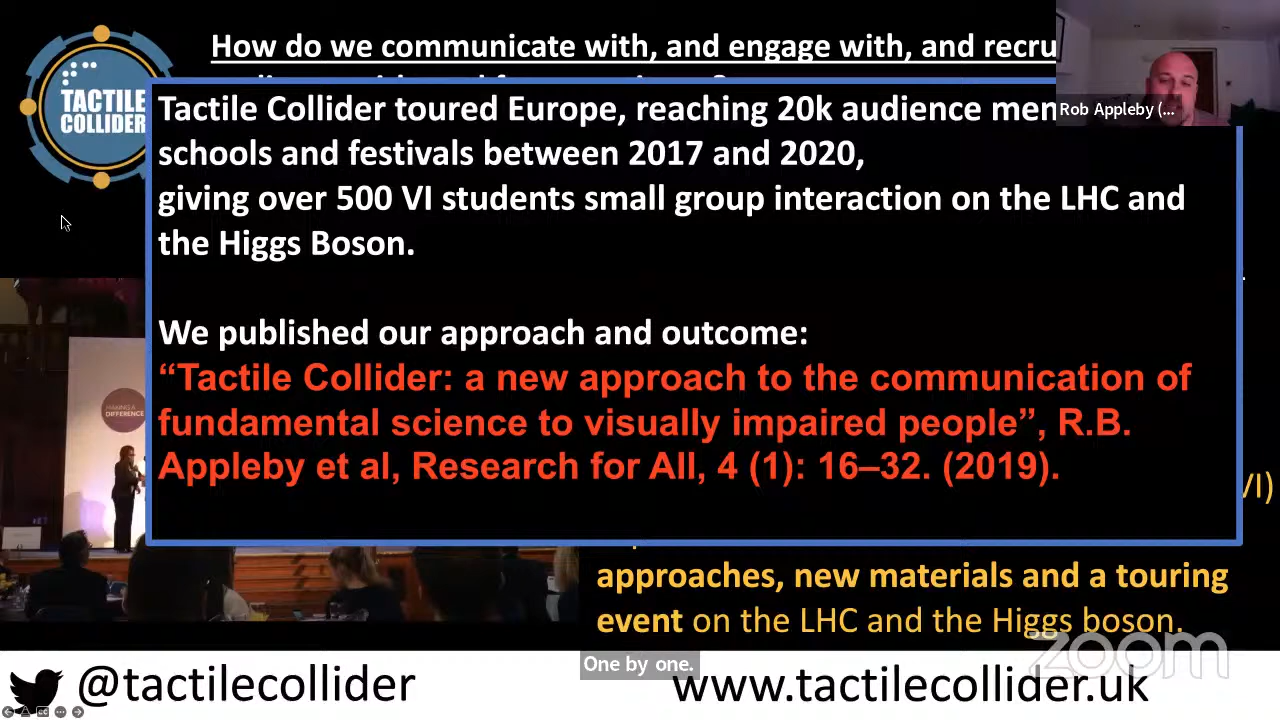 TACTILE
COLLIDER
How do we communicate with, and engage with, and recru
Rob Appleby (...
Tactile Collider toured Europe, reaching 20k audience mem
schools and festivals between 2017 and 2020,
giving over 500 VI students small group interaction on the LHC and
the Higgs Boson.
We published our approach and outcome:
“Tactile Collider: a new approach to the communication of
fundamental science to visually impaired people”, R.B.
Appleby et al, Research for All, 4 (1): 16–32. (2019).
MAKING A
DIFFERENCE
VI)
approaches, new materials and a touring
event on the LHC and the Higgs boson.
zoom
One by one.
@tactilecollider
www.tactilecollider.uk